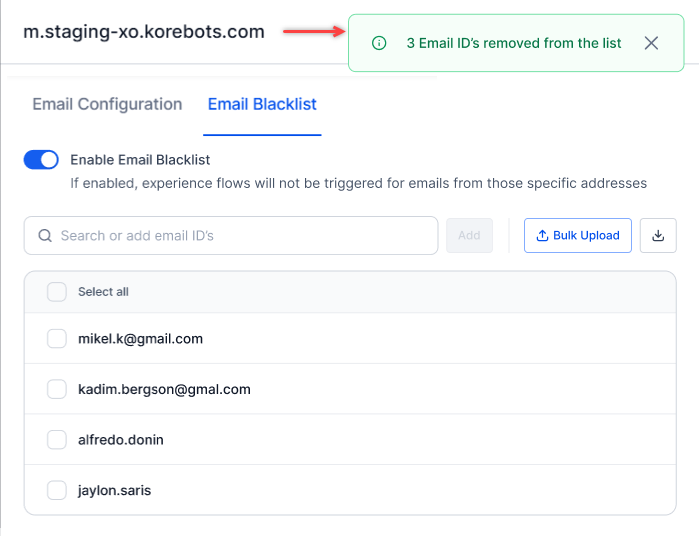 m.staging-xo.korebots.com
3 Email ID's removed from the list
Email Configuration
Email Blacklist
Enable Email Blacklist
If enabled, experience flows will not be triggered for emails from those specific addresses
Search or add email ID's
Add
Bulk Upload
Select all
mikel.k@gmail.com
kadim.bergson@gmal.com
alfredo.donin
jaylon.saris